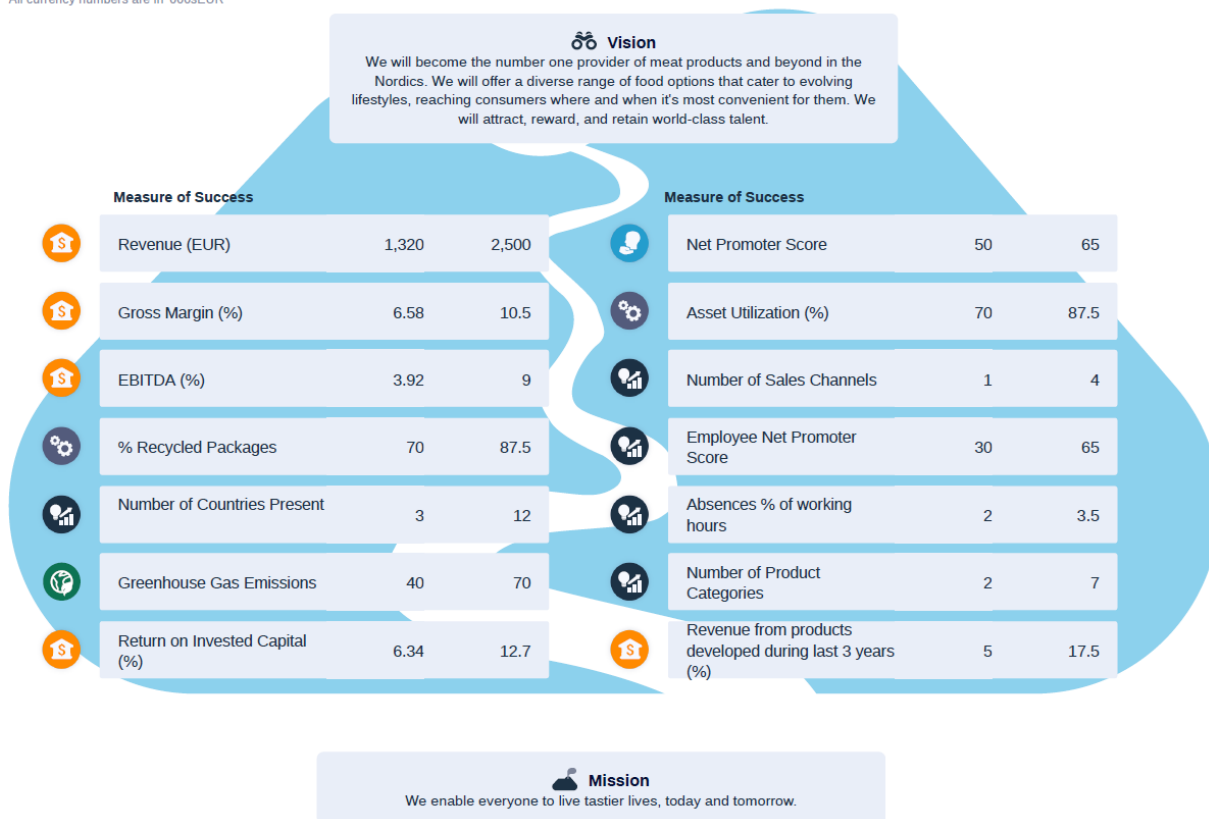 All currency numbers are in '000sEUR
Vision
We will become the number one provider of meat products and beyond in the
Nordics. We will offer a diverse range of food options that cater to evolving
lifestyles, reaching consumers where and when it's most convenient for them. We
will attract, reward, and retain world-class talent.
Measure of Success
Revenue (EUR) 1,320 2,500
Gross Margin (%) 6.58 10.5
EBITDA (%) 3.92 9
% Recycled Packages 70 87.5
Number of Countries Present 3 12
Greenhouse Gas Emissions 40 70
Return on Invested Capital
(%) 6.34 12.7
Measure of Success
Net Promoter Score 50 65
Asset Utilization (%) 70 87.5
Number of Sales Channels 1 4
Employee Net Promoter
Score 30 65
Absences % of working
hours 2 3.5
Number of Product
Categories 2 7
Revenue from products
developed during last 3 years 5 17.5
(%)
Mission
We enable everyone to live tastier lives, today and tomorrow.